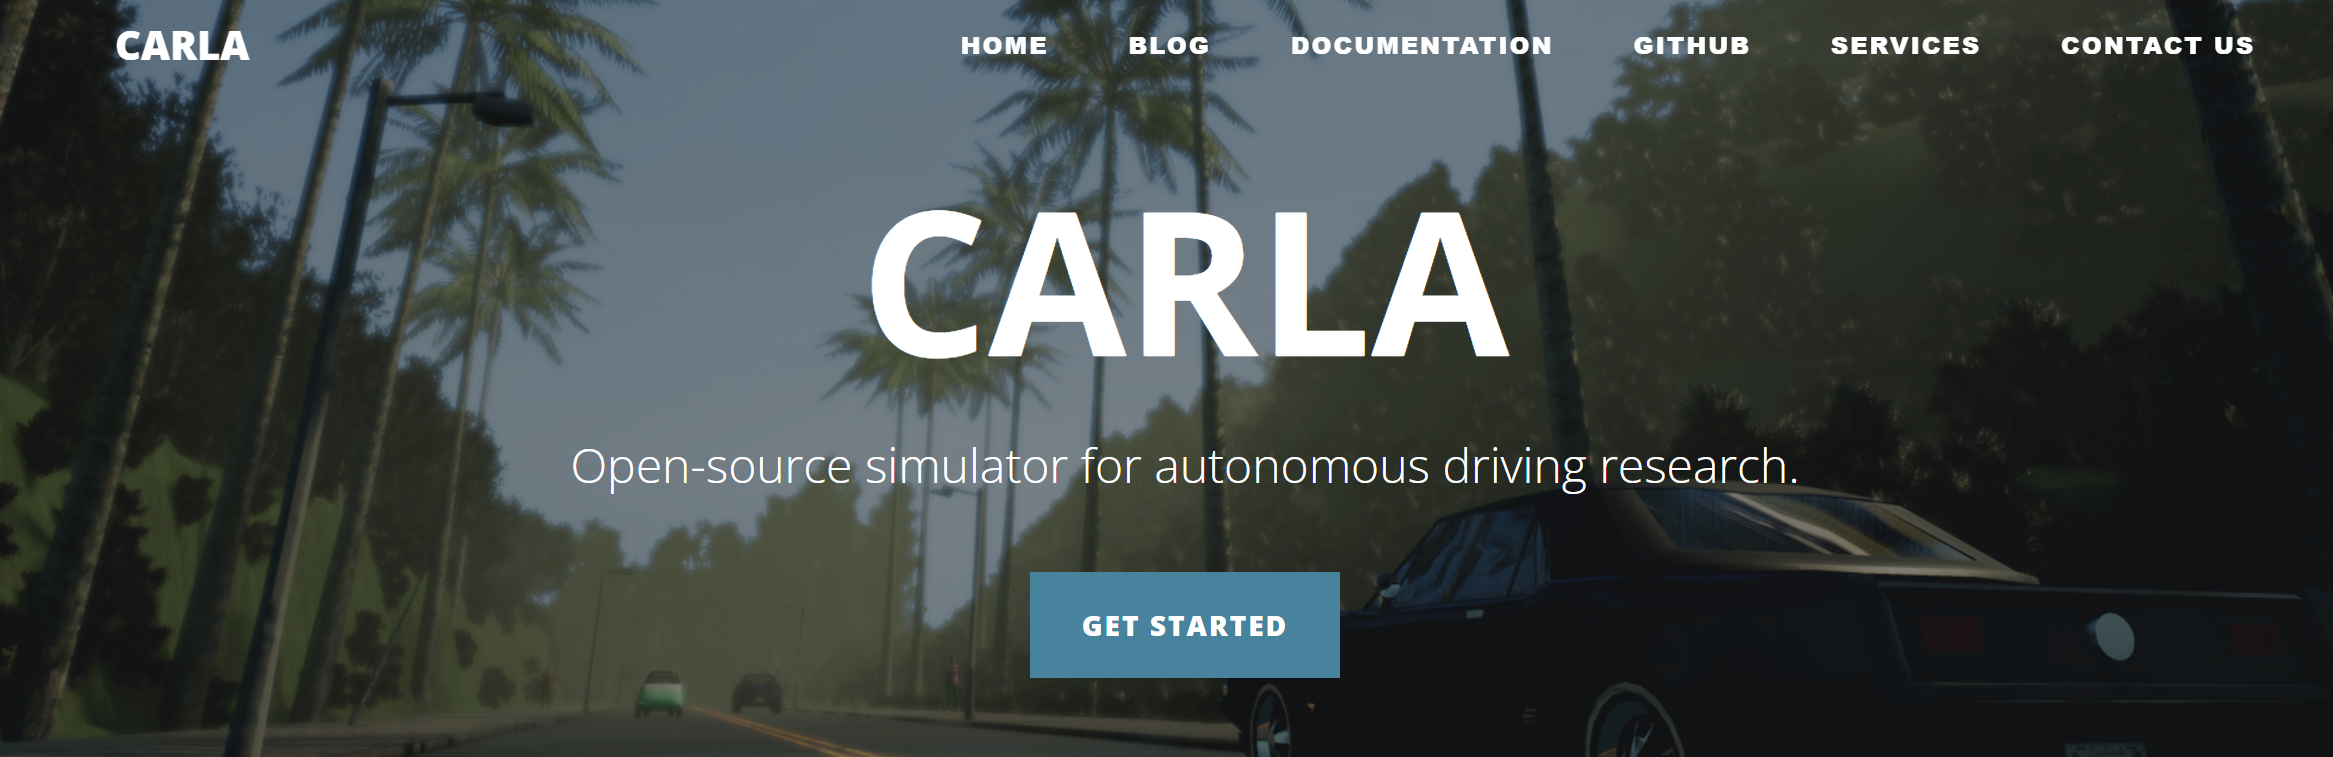 CARLA
HOME BLOG DOCUMENTATION GITHUB SERVICES CONTACT US
CARLA
Open-source simulator for autonomous driving research.
GET STARTED